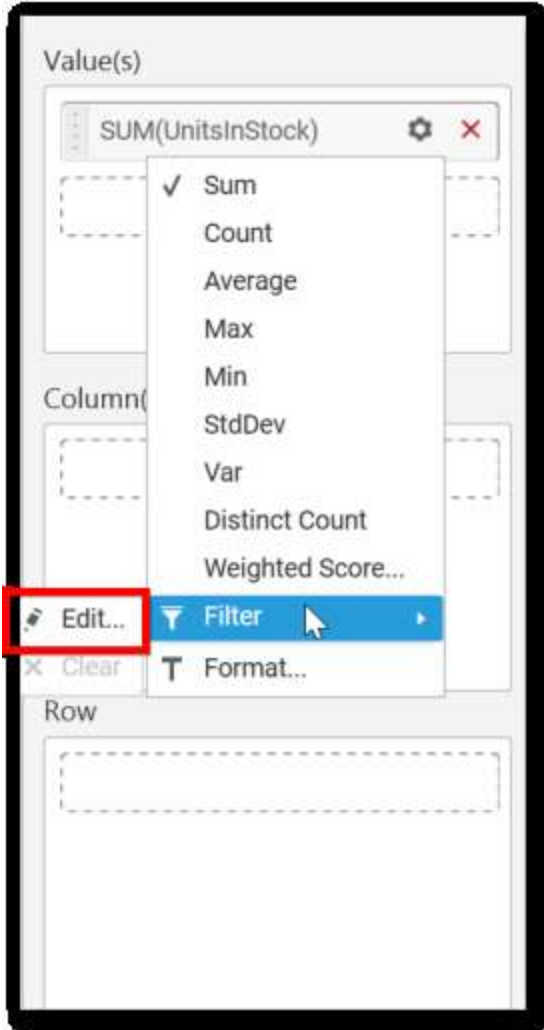 Value(s)
SUM(UnitsInStock)
Sum
Count
Average
Max
Min
Column(
StdDev
Var
Distinct Count
Weighted Score...
Edit... Filter
Clear Format...
Row